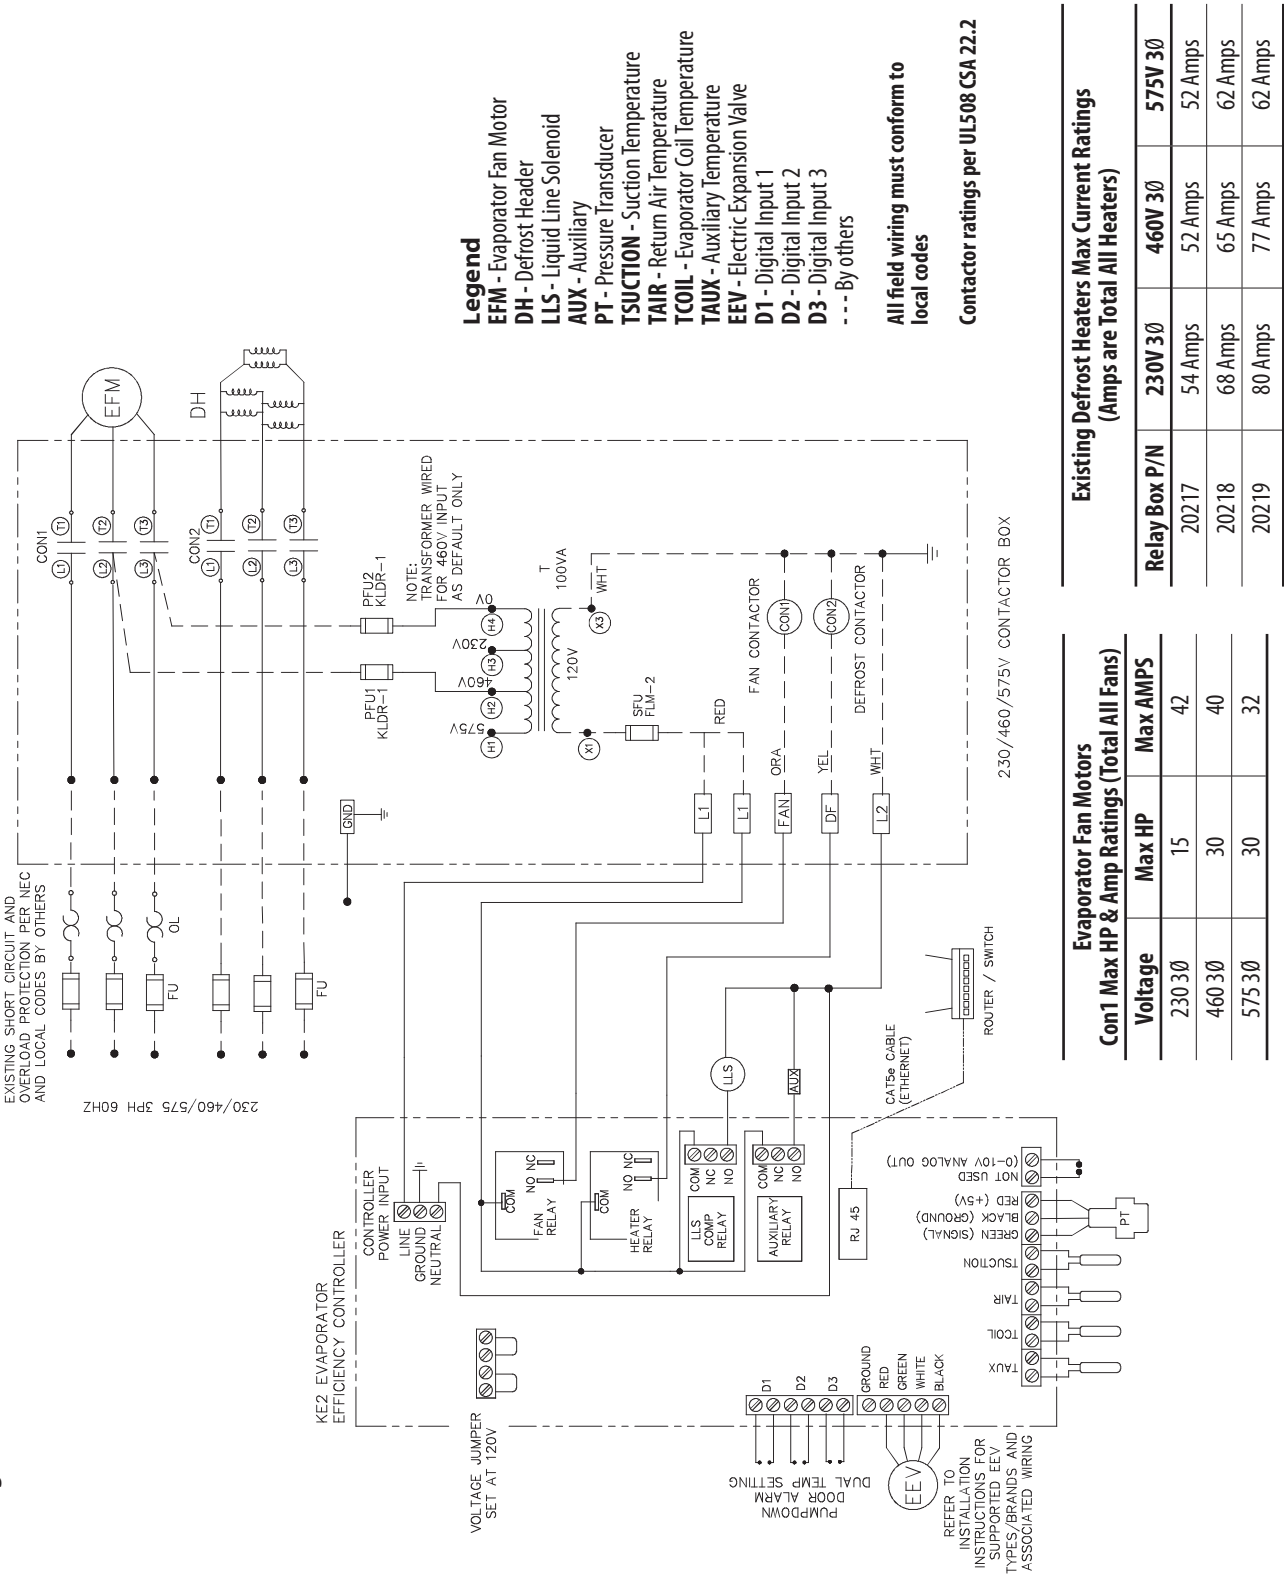 EXISTING SHORT CIRCUIT AND
OVERLOAD PROTECTION PER NEC
AND LOCAL CODES BY OTHERS
230/460/575 3PH 60HZ
FU
OL
FU
CON1
L1
T1
L2
T2
L3
T3
EFM
CON2
L1
T1
L2
T2
L3
T3
DH
GND
PFU1
KLDR-1
PFU2
KLDR-1
NOTE:
TRANSFORMER WIRED
FOR 460V INPUT
AS DEFAULT ONLY
575V
460V
230V
0V
H1
H2
H3
H4
T
100VA
120V
X1
X3
WHT
SFU
FLM-2
RED
L1
L1
FAN
ORA
FAN CONTACTOR
CON1
DF
YEL
CON2
DEFROST CONTACTOR
L2
WHT
230/460/575V CONTACTOR BOX
KE2 EVAPORATOR
EFFICIENCY CONTROLLER
CONTROLLER
POWER INPUT
LINE
GROUND
NEUTRAL
VOLTAGE JUMPER
SET AT 120V
COM
NO
NC
FAN
RELAY
COM
NO
NC
HEATER
RELAY
LLS
COMP
RELAY
COM
NC
NO
LLS
AUXILIARY
RELAY
COM
NC
NO
AUX
RJ 45
CAT5e CABLE
(ETHERNET)
ROUTER / SWITCH
PUMPDOWN
DOOR ALARM
DUAL TEMP SETTING
D1
D2
D3
GROUND
RED
GREEN
WHITE
BLACK
EEV
REFER TO
INSTALLATION
INSTRUCTIONS FOR
SUPPORTED EEV
TYPES/BRANDS AND
ASSOCIATED WIRING
TAUX
TCOIL
TAIR
TSUCTION
GREEN (SIGNAL)
BLACK (GROUND)
RED (+5V)
NOT USED
(0-10V ANALOG OUT)
PT
Legend
EFM - Evaporator Fan Motor
DH - Defrost Header
LLS - Liquid Line Solenoid
AUX - Auxiliary
PT - Pressure Transducer
TSUCTION - Suction Temperature
TAIR - Return Air Temperature
TCOIL - Evaporator Coil Temperature
TAUX - Auxiliary Temperature
EEV - Electric Expansion Valve
D1 - Digital Input 1
D2 - Digital Input 2
D3 - Digital Input 3
- - - By others
All field wiring must conform to
local codes
Contactor ratings per UL508 CSA 22.2
Evaporator Fan Motors
Con1 Max HP & Amp Ratings (Total All Fans)
Voltage Max HP Max AMPS
230 3Ø 15 42
460 3Ø 30 40
575 3Ø 30 32
Existing Defrost Heaters Max Current Ratings
(Amps are Total All Heaters)
Relay Box P/N 230V 3Ø 460V 3Ø 575V 3Ø
20217 54 Amps 52 Amps 52 Amps
20218 68 Amps 65 Amps 62 Amps
20219 80 Amps 77 Amps 62 Amps